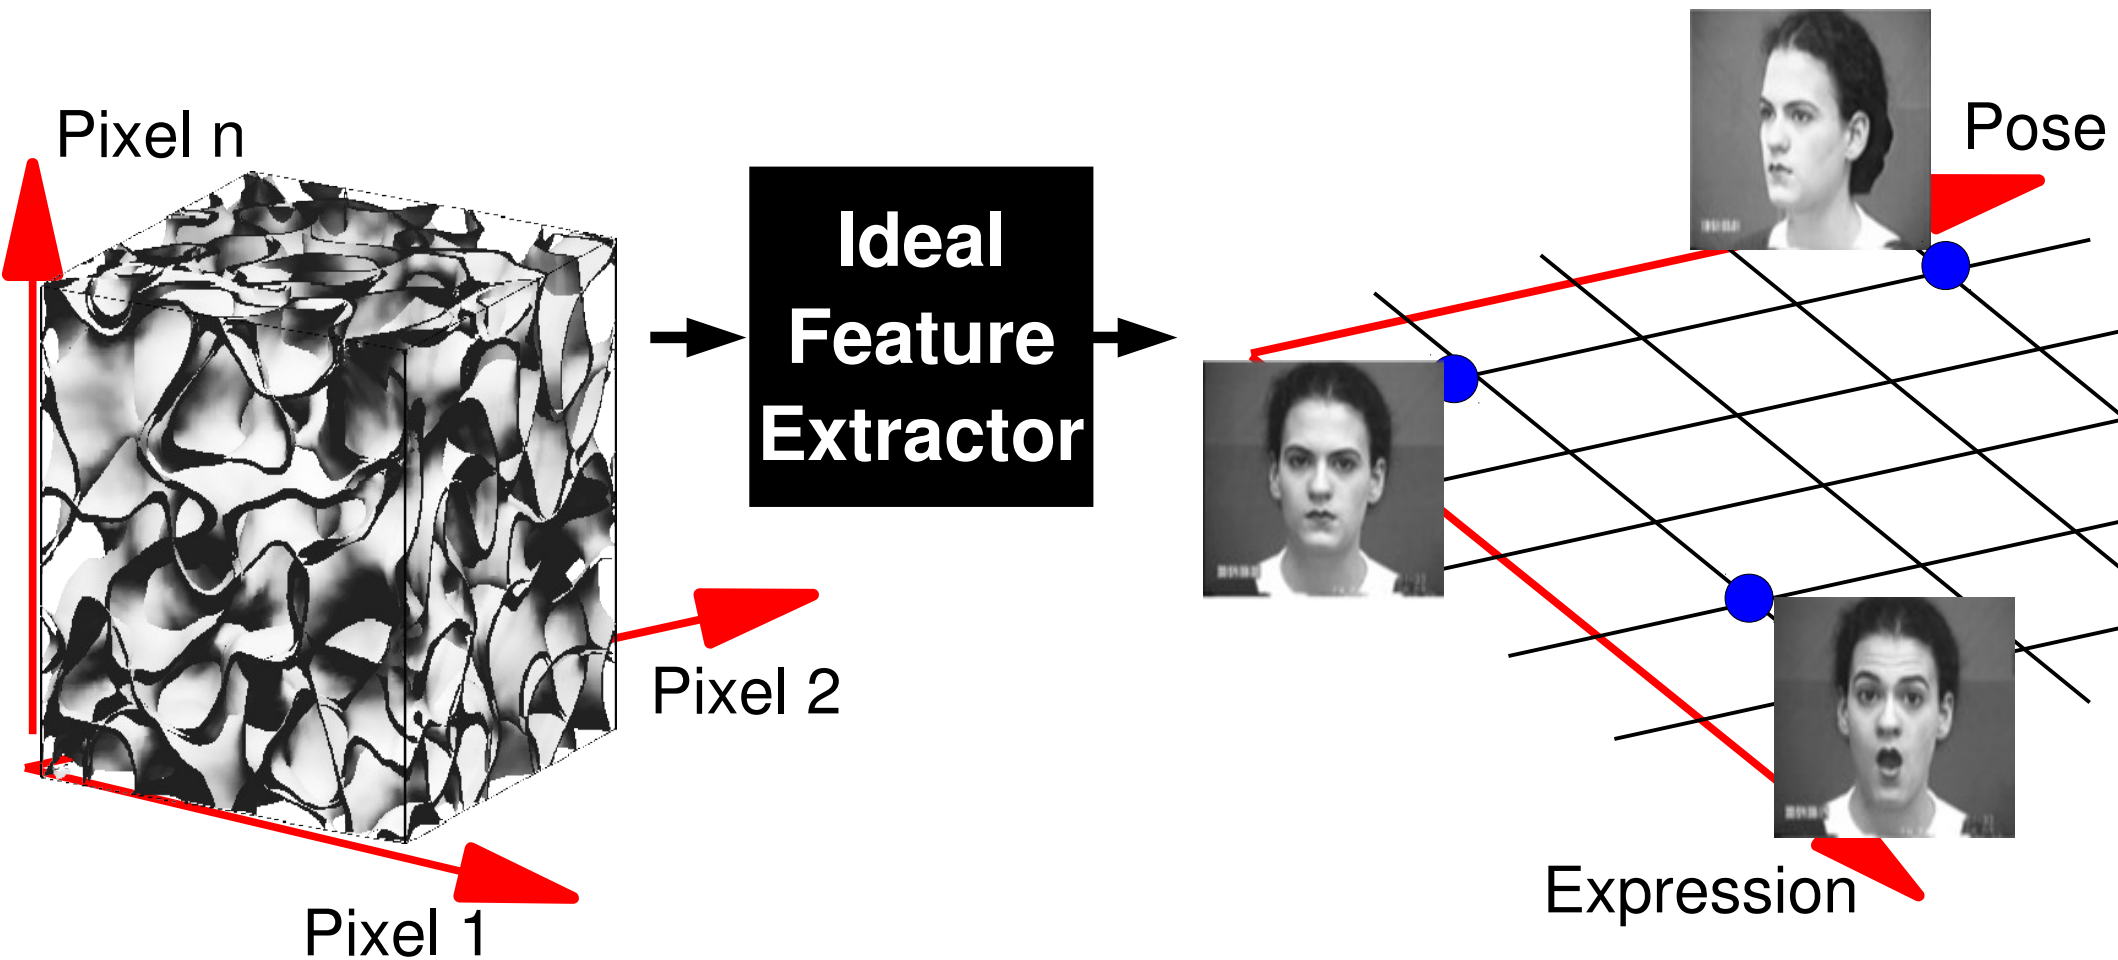 Pixel n
Ideal
Feature
Extractor
Pixel 2
Pixel 1
Pose
Expression